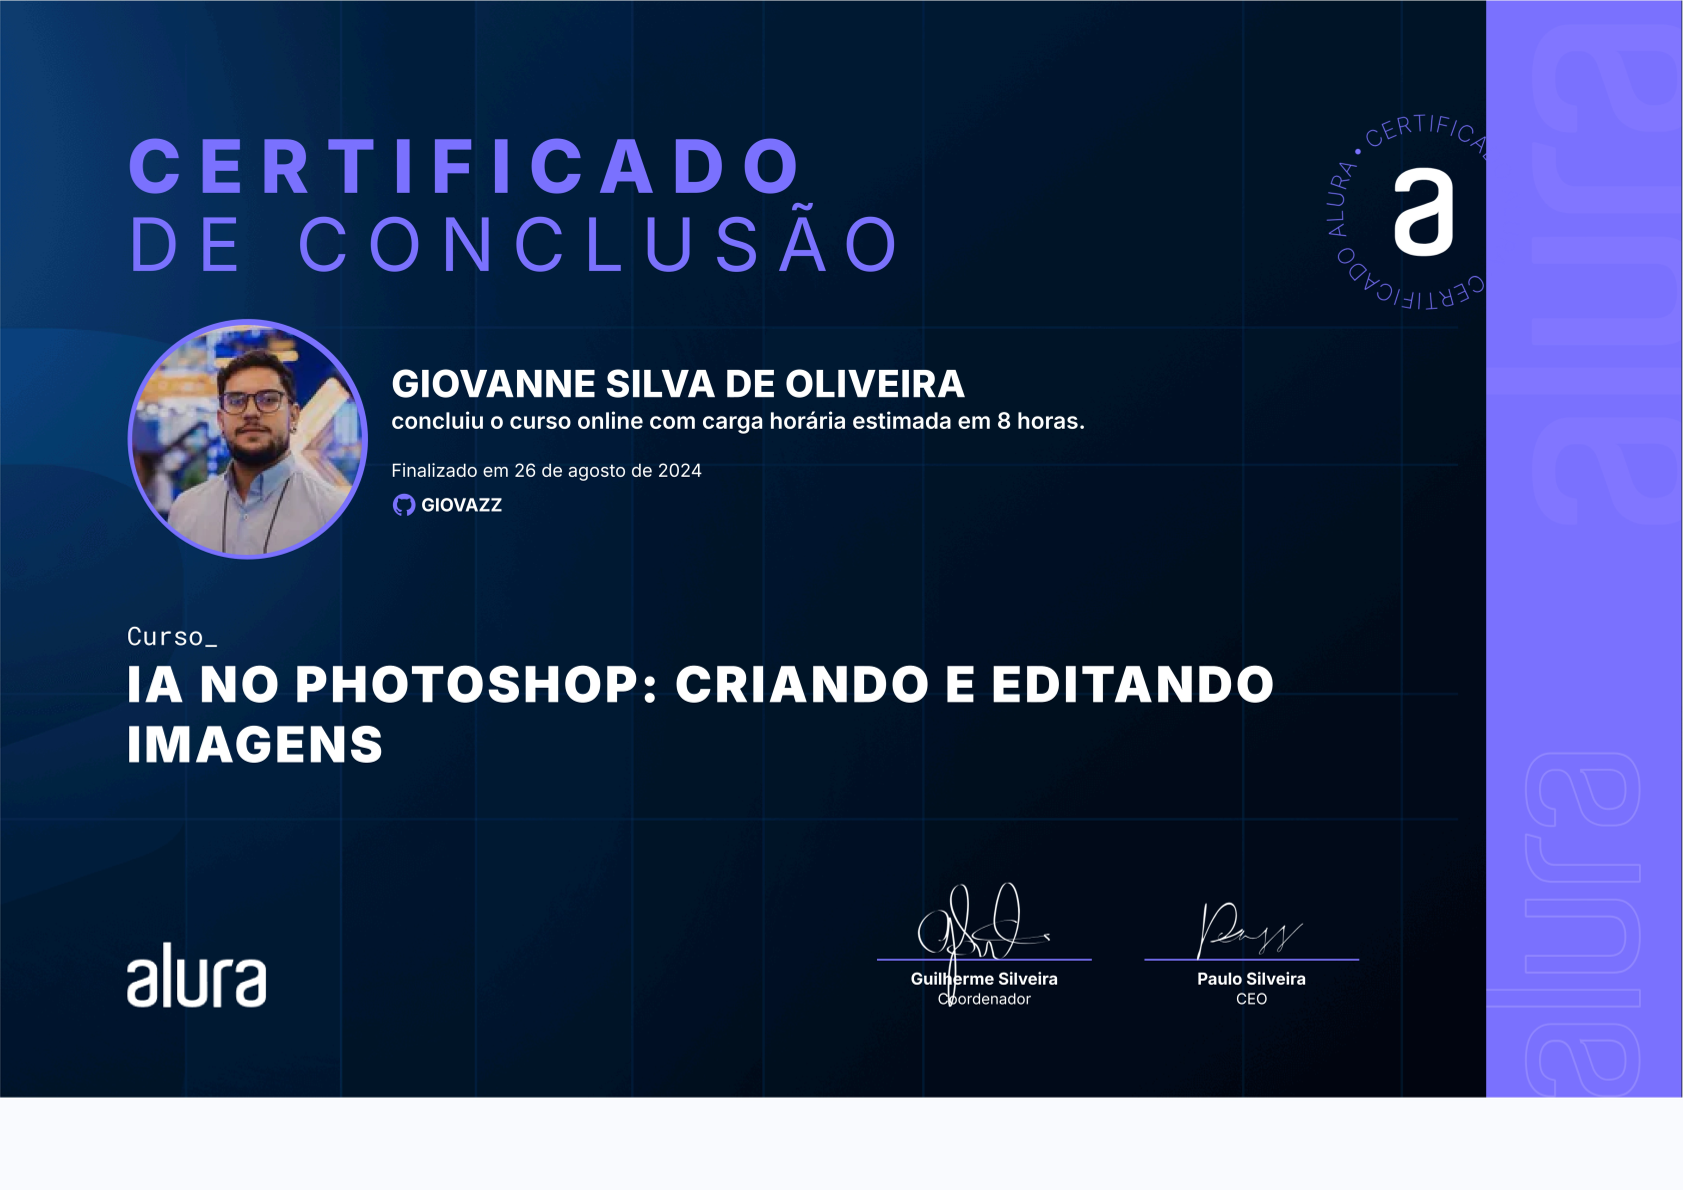 CERTIFICADO
DE CONCLUSÃO
CERTIFICADO ALURA • CERTIFICA
a
GIOVANNE SILVA DE OLIVEIRA
concluiu o curso online com carga horária estimada em 8 horas.
Finalizado em 26 de agosto de 2024
GIOVAZZ
Curso_
IA NO PHOTOSHOP: CRIANDO E EDITANDO
IMAGENS
alura
Guilherme Silveira
Coordenador
Paulo Silveira
CEO
alura
alura